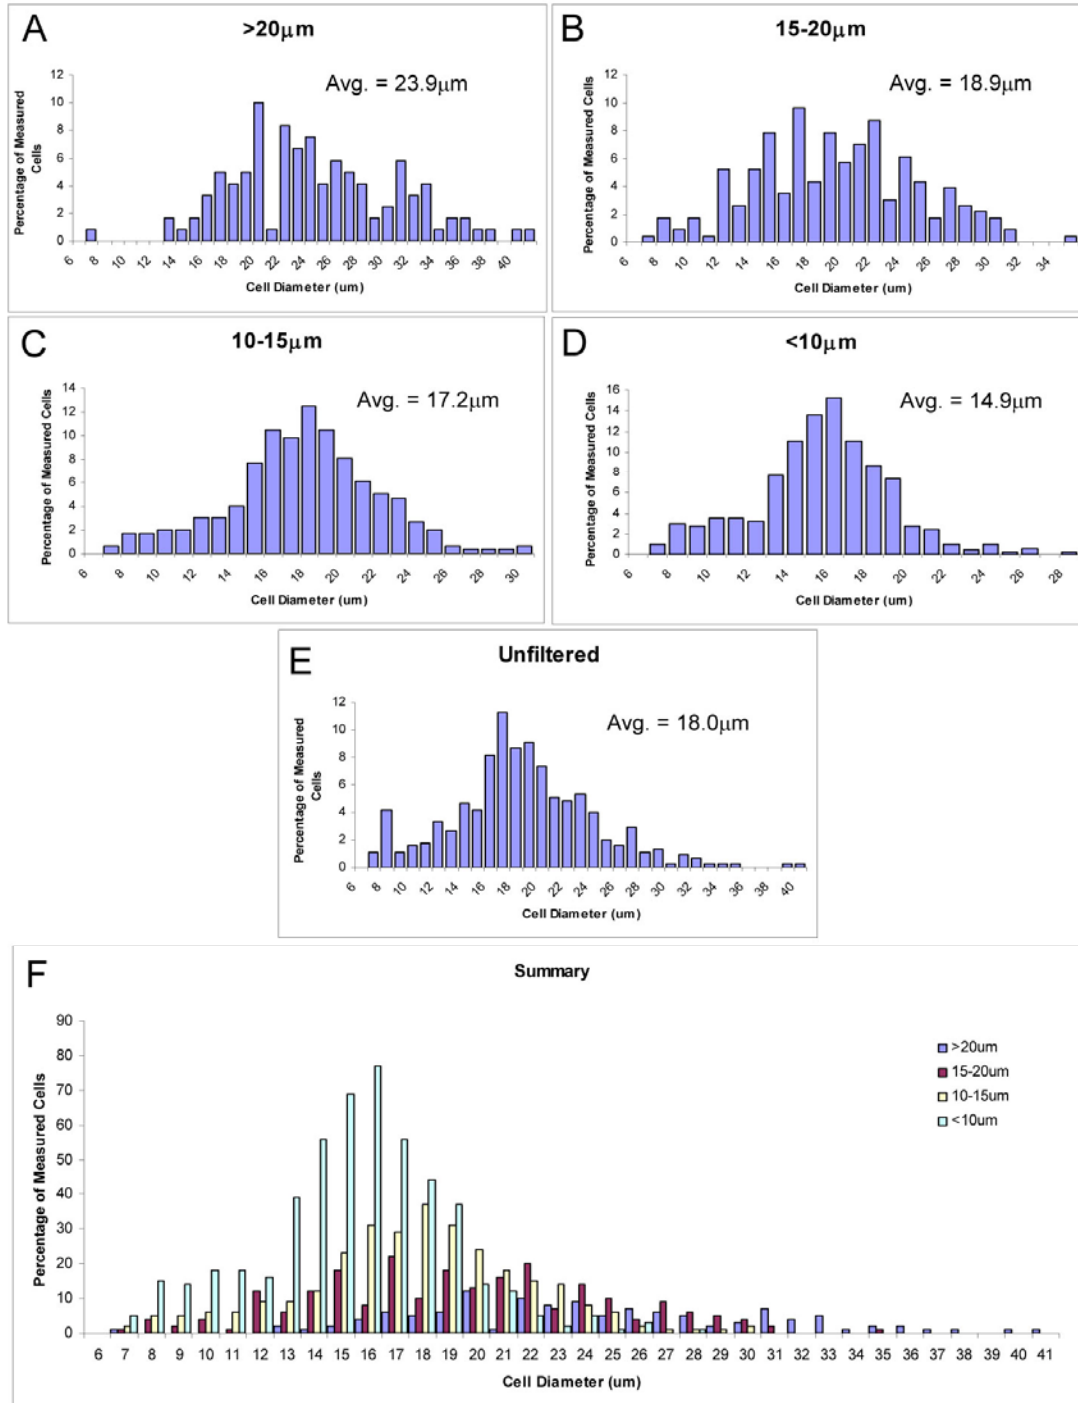 A
>20μm
Avg. = 23.9μm
Percentage of Measured
Cells
12
10
8
6
4
2
0
6 8 10 10 12 14 16 18 20 22 24 26 28 30 32 34 36 38 40
Cell Diameter (um)
B
15-20μm
Avg. = 18.9μm
Percentage of Measured Cells
12
10
8
6
4
2
0
6 8 10 12 14 16 18 20 22 24 26 28 30 32 34
Cell Diameter (um)
C
10-15μm
Avg. = 17.2μm
Percentage of Measured Cells
14
12
10
8
6
4
2
0
6 8 10 12 14 16 18 20 22 24 26 28 30
Cell Diameter (um)
D
<10μm
Avg. = 14.9μm
Percentage of Measured Cells
16
14
12
10
8
6
4
2
0
6 8 10 12 14 16 18 20 22 24 26 28
Cell Diameter (um)
E
Unfiltered
Avg. = 18.0μm
Percentage of Measured
Cells
12
10
8
6
4
2
0
6 8 10 12 14 16 18 20 22 24 26 28 30 32 34 36 38 40
Cell Diameter (um)
F
Summary
Percentage of Measured Cells
90
80
70
60
50
40
30
20
10
0
>20um
15-20um
10-15um
<10um
6 7 8 9 10 11 12 13 14 15 16 17 18 19 20 21 22 23 24 25 26 27 28 29 30 31 32 33 34 35 36 37 38 39 40 41
Cell Diameter (um)